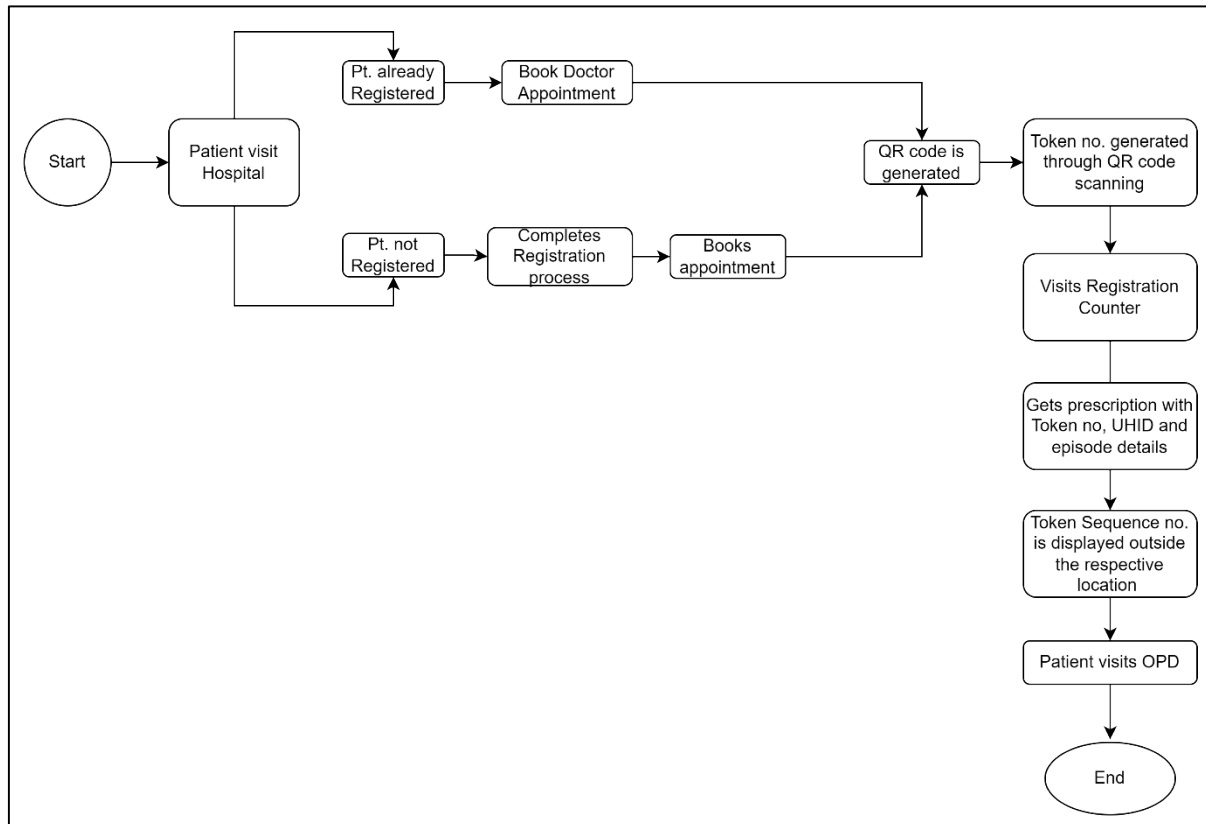 Start
Patient visit
Hospital
Pt. already
Registered
Book Doctor
Appointment
Pt. not
Registered
Completes
Registration
process
Books
appointment
QR code is
generated
Token no. generated
through QR code
scanning
Visits Registration
Counter
Gets prescription with
Token no, UHID and
episode details
Token Sequence no.
is displayed outside
the respective
location
Patient visits OPD
End